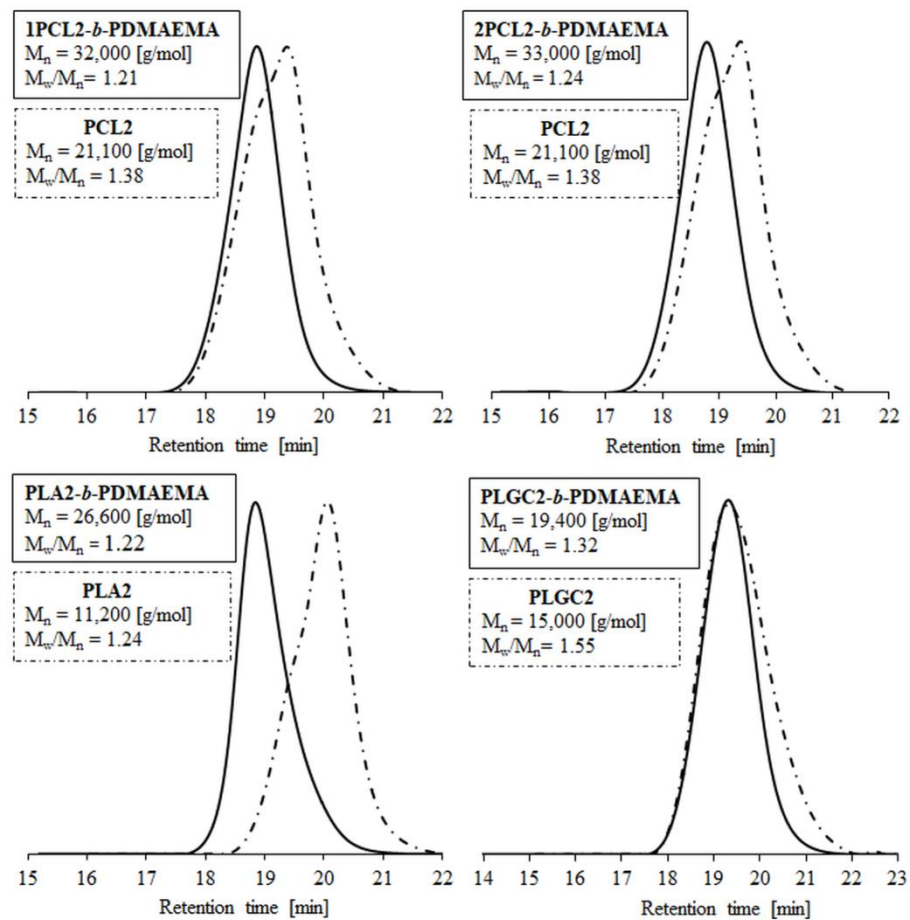 1PCL2-b-PDMAEMA
Mn = 32,000 [g/mol]
Mw/Mn= 1.21
PCL2
Mn = 21,100 [g/mol]
Mw/Mn = 1.38
15 16 17 18 19 20 21 22
Retention time [min]
2PCL2-b-PDMAEMA
Mn = 33,000 [g/mol]
Mw/Mn = 1.24
PCL2
Mn = 21,100 [g/mol]
Mw/Mn = 1.38
15 16 17 18 19 20 21 22
Retention time [min]
PLA2-b-PDMAEMA
Mn = 26,600 [g/mol]
Mw/Mn = 1.22
PLA2
Mn = 11,200 [g/mol]
Mw/Mn = 1.24
15 16 17 18 19 20 21 22
Retention time [min]
PLGC2-b-PDMAEMA
Mn = 19,400 [g/mol]
Mw/Mn = 1.32
PLGC2
Mn = 15,000 [g/mol]
Mw/Mn= 1.55
14 15 16 17 18 19 20 21 22 23
Retention time [min]